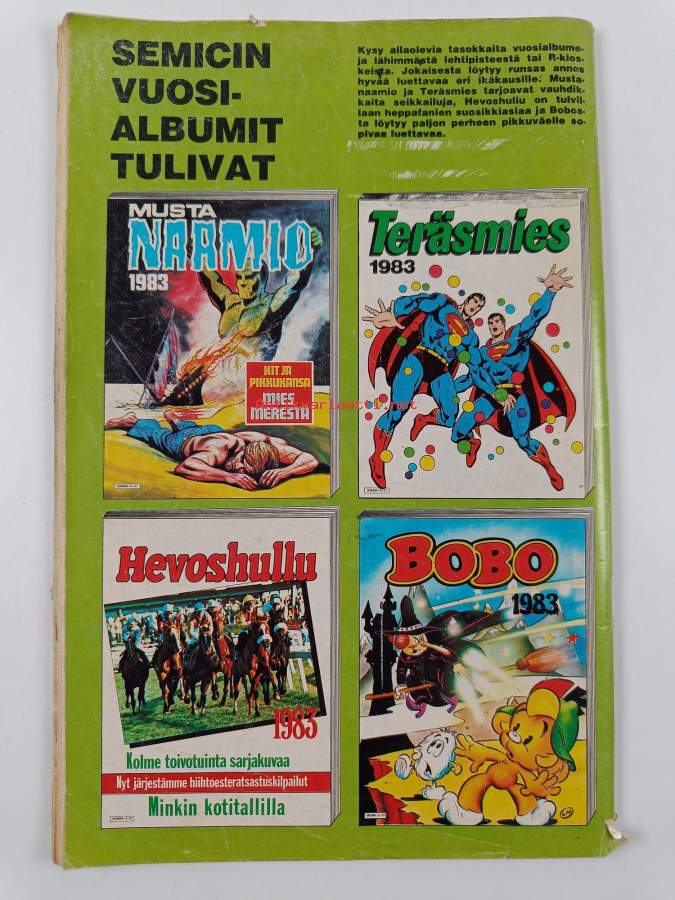 SEMICIN
VUOSI-
ALBUMIT
TULIVAT
Kysy allaolevia tasokkaita vuosialbume-
ja lähimmästä lehtipisteestä tai R-kios-
keista. Jokaisesta löytyy runsas annos
hyvää luettavaa eri ikäkausille. Musta-
naamio ja Teräsmies tarjoavat vauhdik-
kaita seikkailuja, Hevoshullu on tuivil-
laan heppafanien suosikkiasiaa ja Bobos-
ta löytyy paljon perheen pikkuväelle so-
pivaa luettavaa.
MUSTA
NAAMIO
1983
KIT JA
PIKKUKANSA
MIES
MERESTÄ
Teräsmies
1983
Hevoshullu
1983
Kolme toivotuinta sarjakuvaa
Nyt järjestämme hiihtoesteratsastuskilpailut
Minkin kotitallilla
BOBO
1983